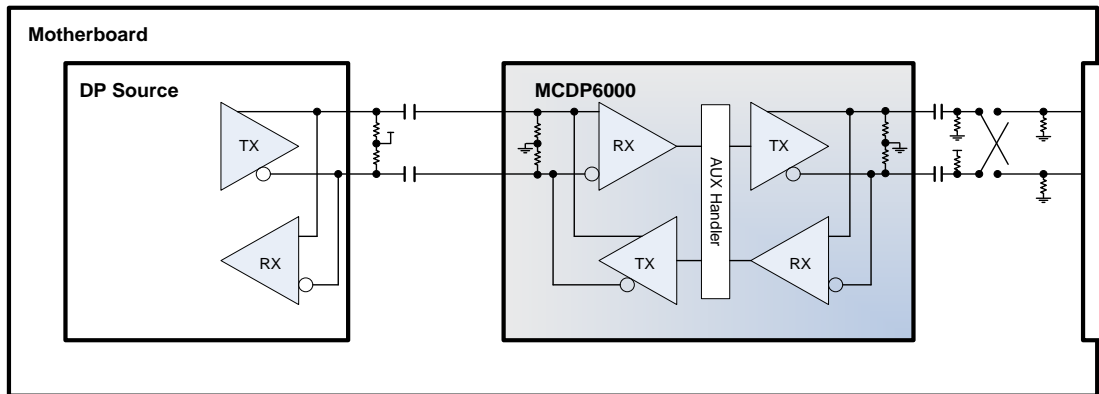 Motherboard
DP Source
MCDP6000
TX
RX
RX
TX
AUX Handler
TX
RX